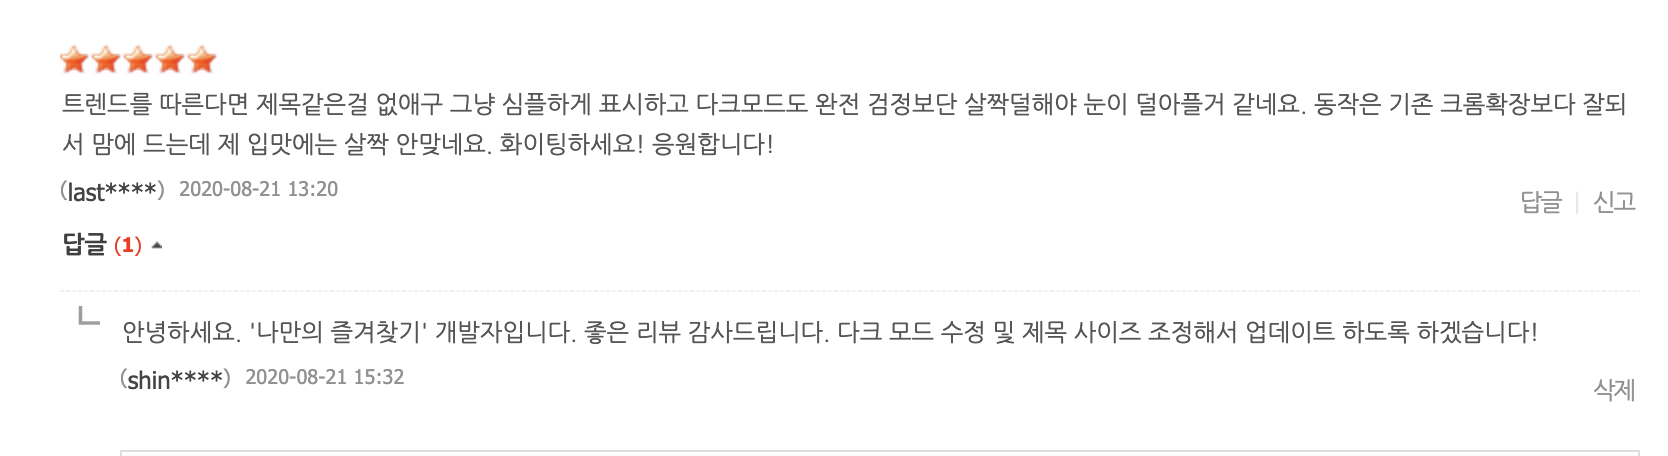 트렌드를 따른다면 제목같은걸 없애구 그냥 심플하게 표시하고 다크모드도 완전 검정보단 살짝덜해야 눈이 덜아플거 같네요. 동작은 기존 크롬확장보다 잘되
서 맘에 드는데 제 입맛에는 살짝 안맞네요. 화이팅하세요! 응원합니다!
(last****) 2020-08-21 13:20
답글 | 신고
답글 (1)
안녕하세요. '나만의 즐겨찾기' 개발자입니다. 좋은 리뷰 감사드립니다. 다크 모드 수정 및 제목 사이즈 조정해서 업데이트 하도록 하겠습니다!
(shin****) 2020-08-21 15:32
삭제